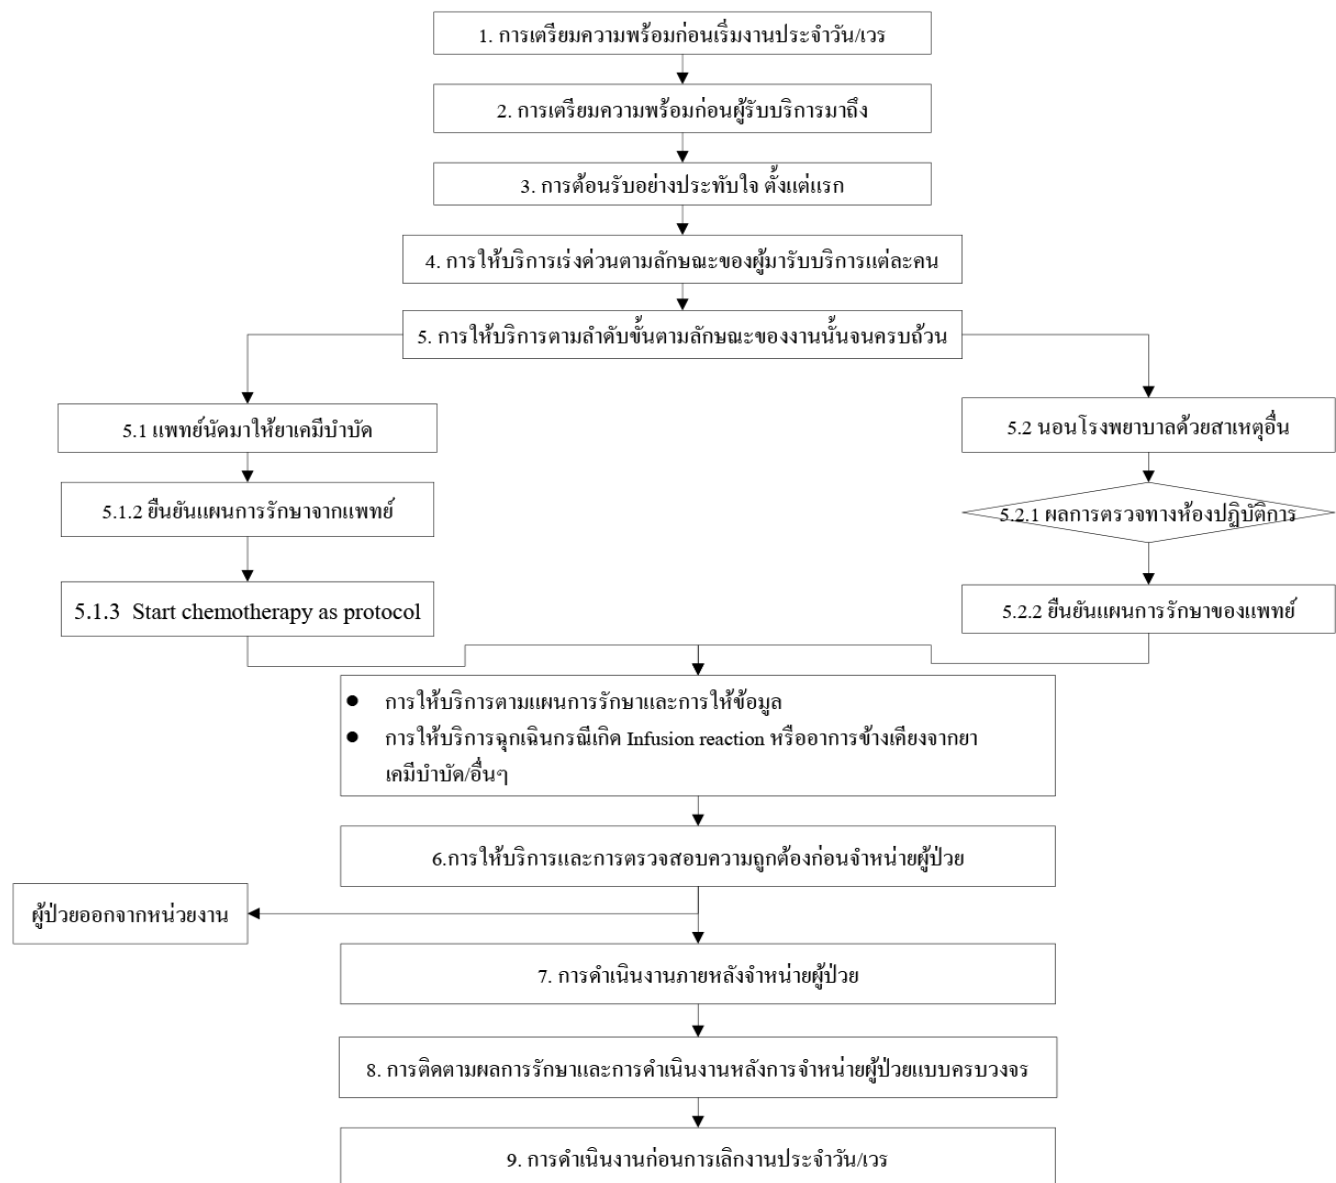 1. การเตรียมความพร้อมก่อนเริ่มงานประจำวัน/เวร
2. การเตรียมความพร้อมก่อนผู้รับบริการมาถึง
3. การต้อนรับอย่างประทับใจ ตั้งแต่แรก
4. การให้บริการเร่งด่วนตามลักษณะของผู้มารับบริการแต่ละคน
5. การให้บริการตามลำดับขั้นตามลักษณะของงานนั้นจนครบถ้วน
5.1 แพทย์นัดมาให้ยาเคมีบำบัด
5.2 นอนโรงพยาบาลด้วยสาเหตุอื่น
5.1.2 ยืนยันแผนการรักษาจากแพทย์
5.2.1 ผลการตรวจทางห้องปฏิบัติการ
5.1.3 Start chemotherapy as protocol
5.2.2 ยืนยันแผนการรักษาของแพทย์
● การให้บริการตามแผนการรักษาและการให้ข้อมูล
● การให้บริการฉุกเฉินกรณีเกิด Infusion reaction หรืออาการข้างเคียงจากยา
เคมีบำบัด/อื่นๆ
6.การให้บริการและการตรวจสอบความถูกต้องก่อนจำหน่ายผู้ป่วย
ผู้ป่วยออกจากหน่วยงาน
7. การดำเนินงานภายหลังจำหน่ายผู้ป่วย
8. การติดตามผลการรักษาและการดำเนินงานหลังการจำหน่ายผู้ป่วยแบบครบวงจร
9. การดำเนินงานก่อนการเลิกงานประจำวัน/เวร